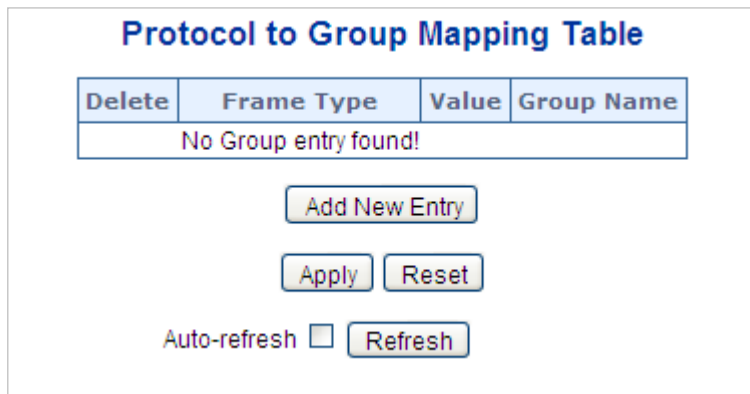 Protocol to Group Mapping Table
Delete Frame Type Value Group Name
No Group entry found!
Add New Entry
Apply Reset
Auto-refresh Refresh